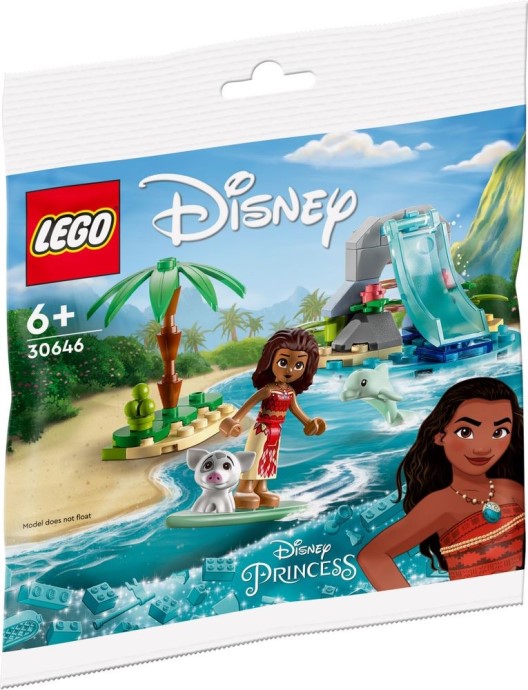 LEGO
Disney
6+
30646
Model does not float
Disney
PRINCESS